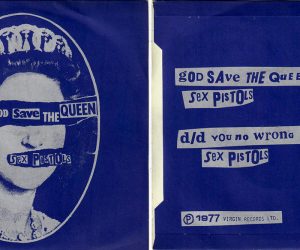 GOD Save THE QUEEN
SEX PISTOLS
GOD SAVE THE QUEE
SEX PISTOLS
d/d YOU NO WRONG
SEX PISTOLS
Ⓟ 1977 VIRGIN RECORDS LTD.